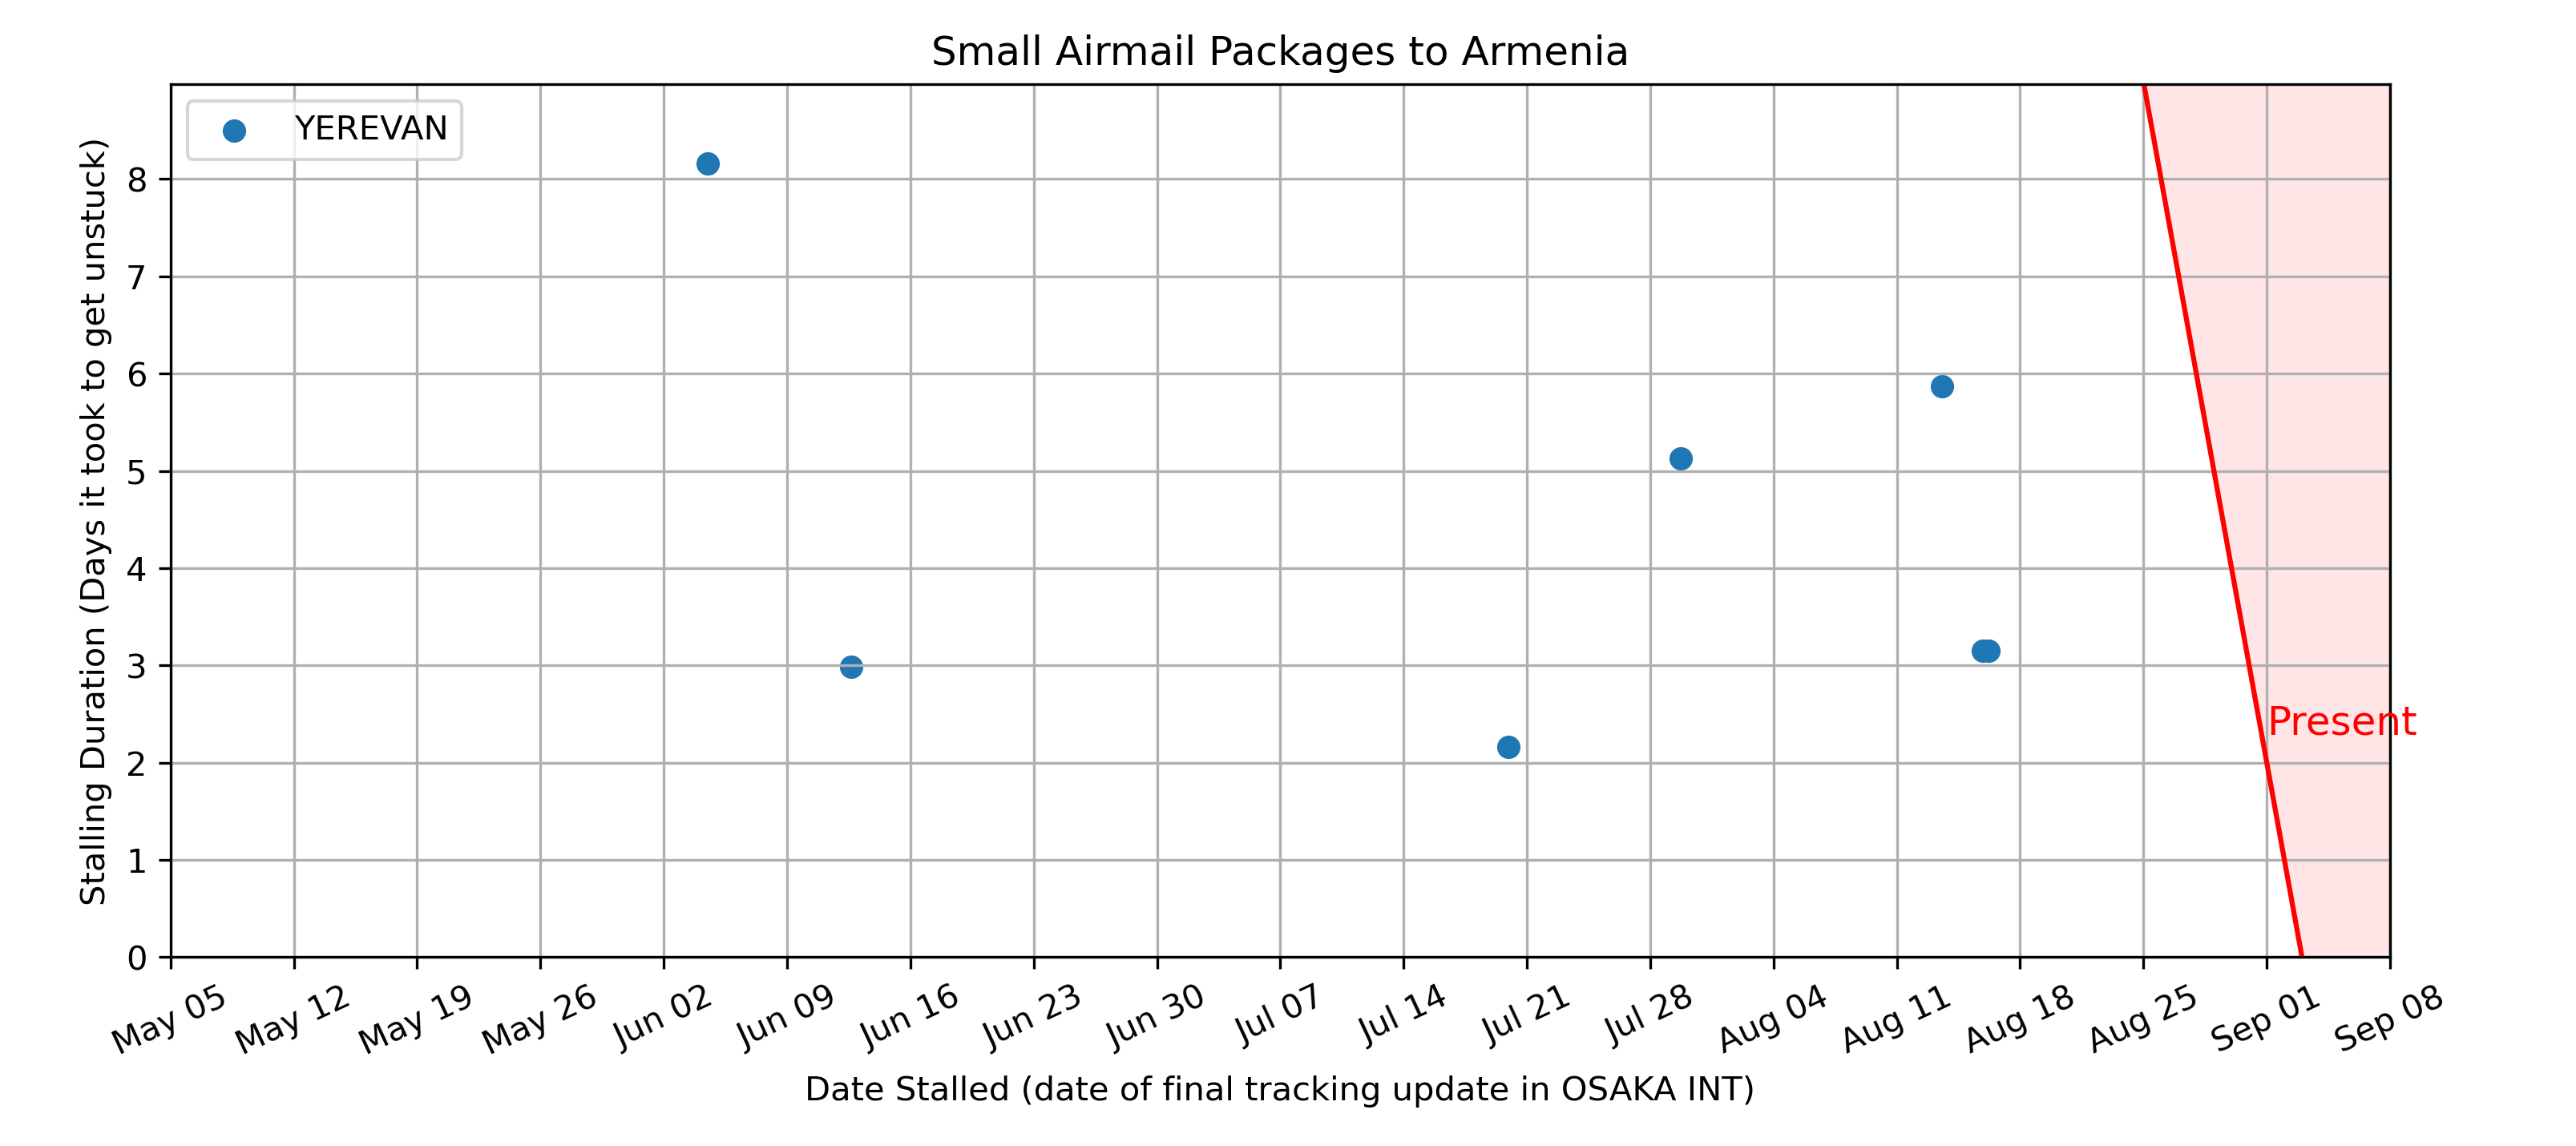 Small Airmail Packages to Armenia
YEREVAN
Stalling Duration (Days it took to get unstuck)
8
7
6
5
4
3
2
1
0
Present
May 05
May 12
May 19
May 26
Jun 02
Jun 09
Jun 16
Jun 23
Jun 30
Jul 07
Jul 14
Jul 21
Jul 28
Aug 04
Aug 11
Aug 18
Aug 25
Sep 01
Sep 08
Date Stalled (date of final tracking update in OSAKA INT)